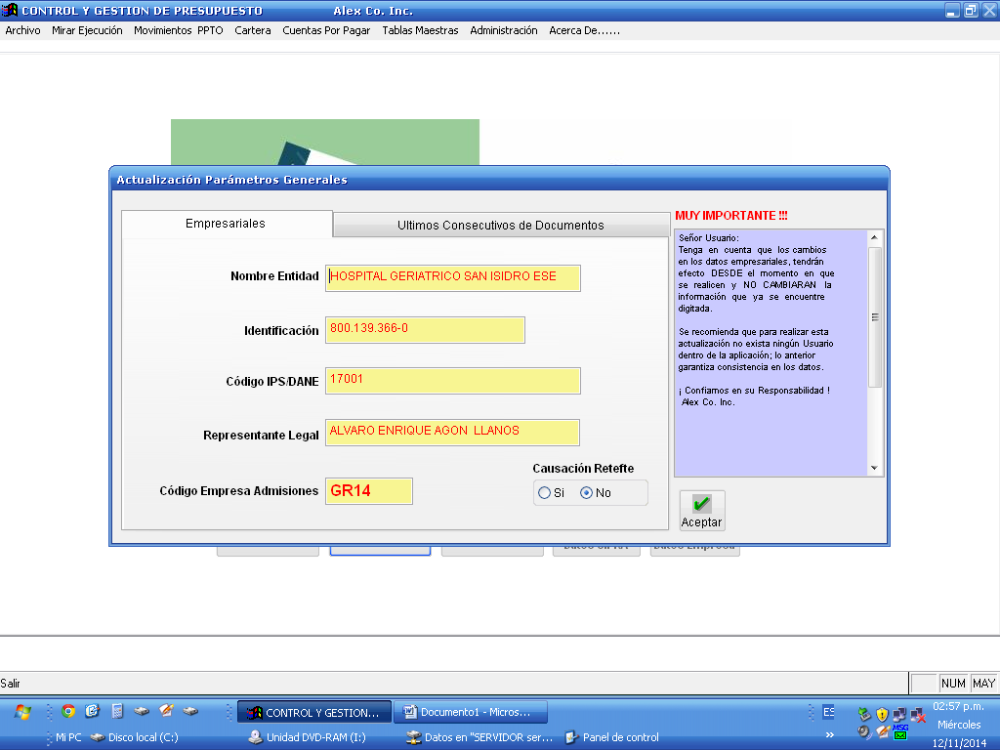 CONTROL Y GESTION DE PRESUPUESTO Alex Co. Inc.
Archivo Mirar Ejecución Movimientos PPTO Cartera Cuentas Por Pagar Tablas Maestras Administración Acerca De......
Actualización Parámetros Generales
Empresariales
Ultimos Consecutivos de Documentos
MUY IMPORTANTE !!!
Nombre Entidad HOSPITAL GERIATRICO SAN ISIDRO ESE
Identificación 800.139.366-0
Código IPS/DANE 17001
Representante Legal ALVARO ENRIQUE AGON LLANOS
Código Empresa Admisiones GR14
Causación Retefte
Si No
Señor Usuario:
Tenga en cuenta que los cambios
en los datos empresariales, tendrán
efecto DESDE el momento en que
se realicen y NO CAMBIARAN la
información que ya se encuentre
digitada.
Se recomienda que para realizar esta
actualización no exista ningún Usuario
dentro de la aplicación; lo anterior
garantiza consistencia en los datos.
¡ Confiamos en su Responsabilidad !
Alex Co. Inc.
Aceptar
Salir
NUM MAY
CONTROL Y GESTION... Documento1 - Micros... ES 02:57 p.m.
Miércoles
Mi PC Disco local (C:) Unidad DVD-RAM (I:) Datos en "SERVIDOR ser... Panel de control » MSG
12/11/2014